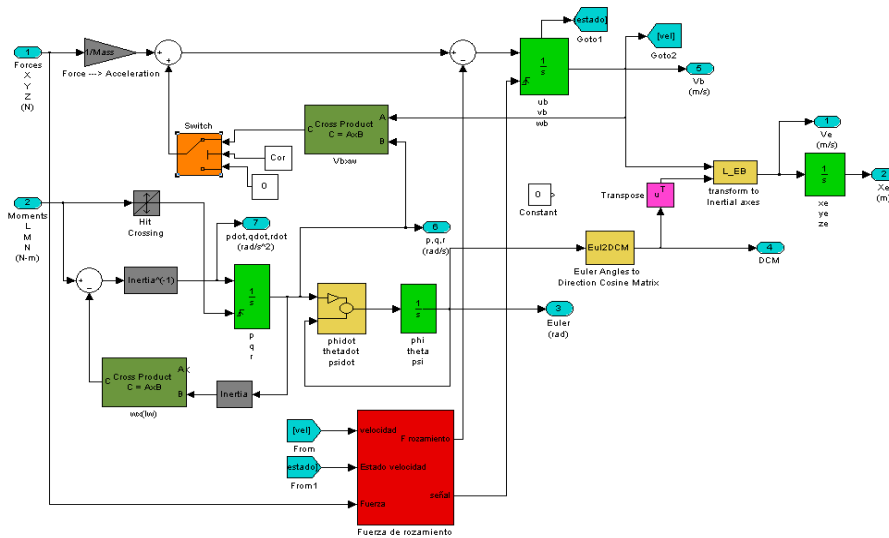 [estado]
Goto1
[vel]
Goto2
1
Forces
X
Y
Z
(N)
1/Mass
Force ---> Acceleration
+
+
-
1
s
ub
vb
wb
5
Vb
(m/s)
Switch
Cross Product
C = AxB
A
B
C
Vbxw
Cor
0
1
Ve
(m/s)
L_EB
transform to
Inertial axes
1
s
xe
ye
ze
2
Xe
(m)
Transpose
u
T
0
Constant
2
Moments
L
M
N
(N-m)
Hit
Crossing
7
pdot,qdot,rdot
(rad/s^2)
6
p,q,r
(rad/s)
Eul2DCM
Euler Angles to
Direction Cosine Matrix
4
DCM
+
-
Inertia^(-1)
1
s
p
q
r
phidot
thetadot
psidot
1
s
phi
theta
psi
3
Euler
(rad)
Cross Product
C = AxB
A
B
C
wx(Iw)
Inertia
[vel]
From
[estado]
From1
velocidad
F rozamiento
Estado velocidad
señal
Fuerza
Fuerza de rozamiento